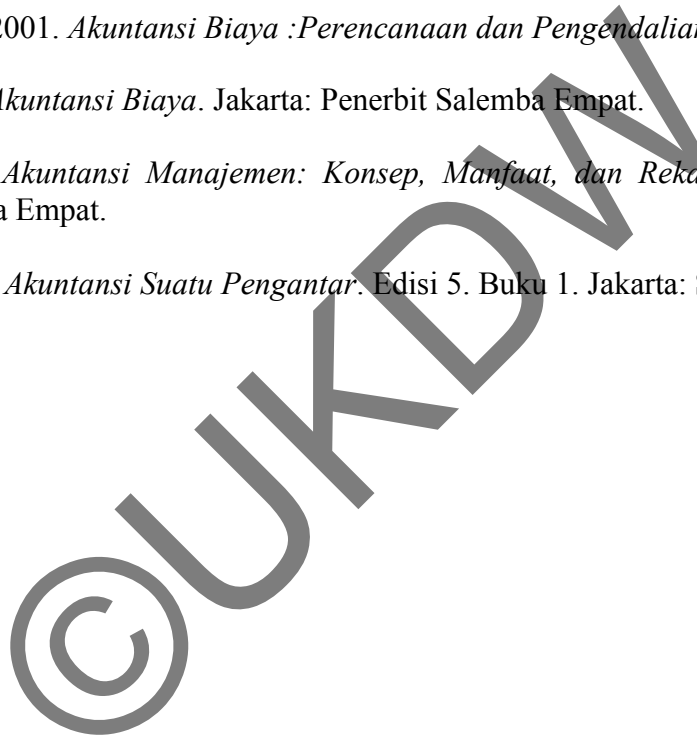 2001. Akuntansi Biaya :Perencanaan dan Pengendalian
Akuntansi Biaya. Jakarta: Penerbit Salemba Empat.
Akuntansi Manajemen: Konsep, Manfaat, dan Reka
a Empat.
Akuntansi Suatu Pengantar. Edisi 5. Buku 1. Jakarta: S
©UKDW